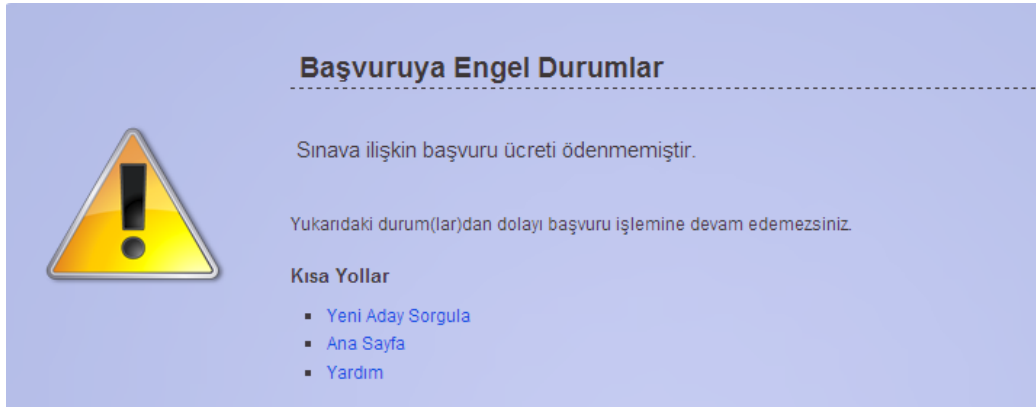 Başvuruya Engel Durumlar
Sınava ilişkin başvuru ücreti ödenmemiştir.
Yukarıdaki durum(lar)dan dolayı başvuru işlemine devam edemezsiniz.
Kısa Yollar
Yeni Aday Sorgula
Ana Sayfa
Yardım